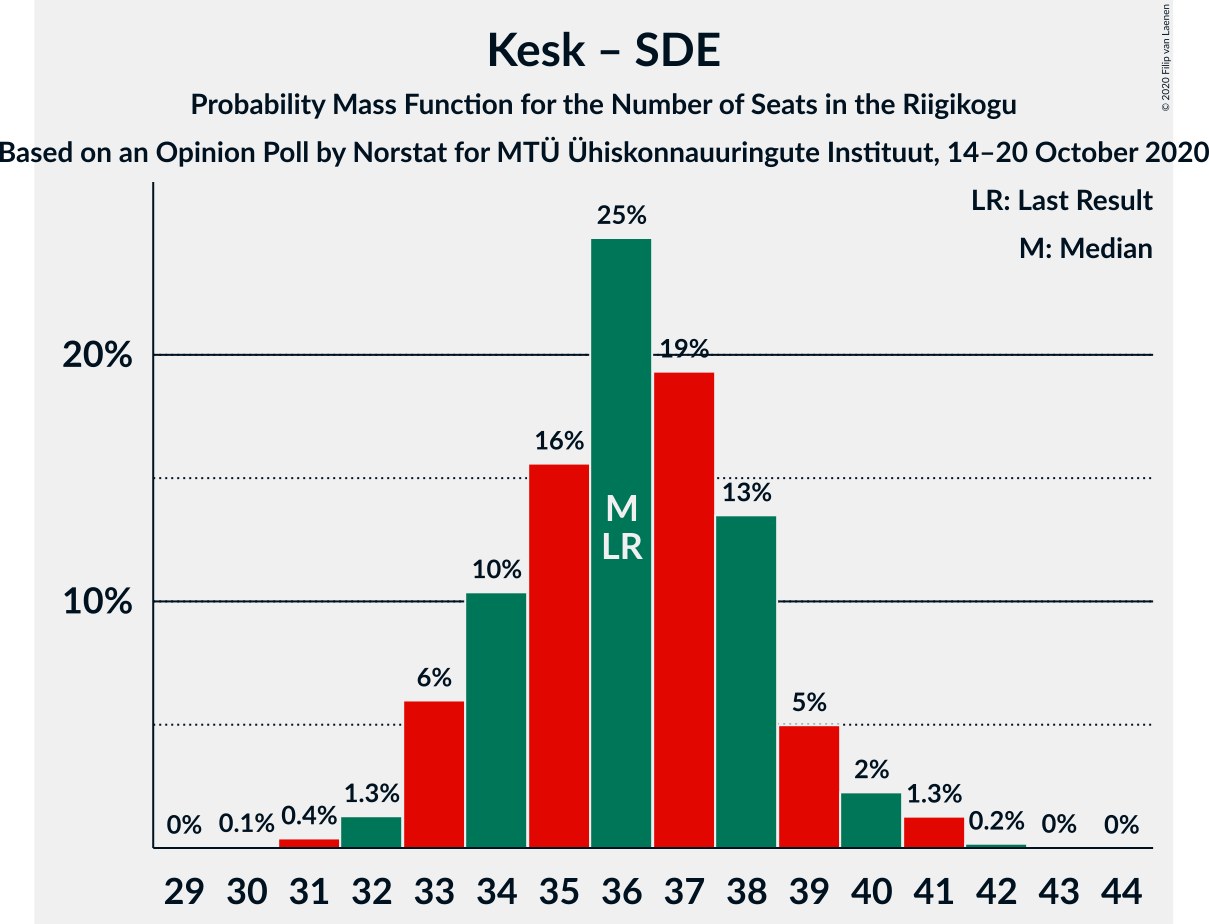 Kesk – SDE
Probability Mass Function for the Number of Seats in the Riigikogu
Based on an Opinion Poll by Norstat for MTÜ Ühiskonnauuringute Instituut, 14–20 October 2020
© 2020 Filip van Laenen
LR: Last Result
M: Median
20%
10%
0%
0.1%
0.4%
1.3%
6%
10%
16%
25%
19%
13%
5%
2%
1.3%
0.2%
0%
0%
M
LR
29 30 31 32 33 34 35 36 37 38 39 40 41 42 43 44